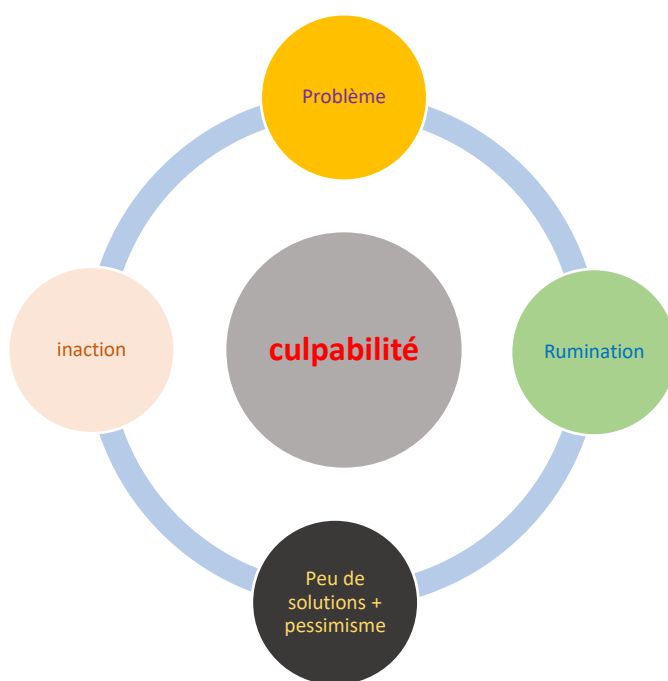 Problème
inaction
culpabilité
Rumination
Peu de
solutions +
pessimisme